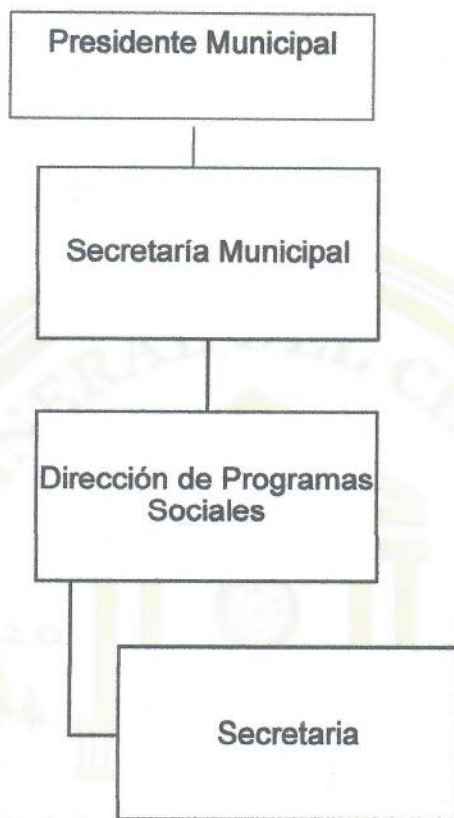 Presidente Municipal
Secretaría Municipal
Dirección de Programas
Sociales
Secretaria